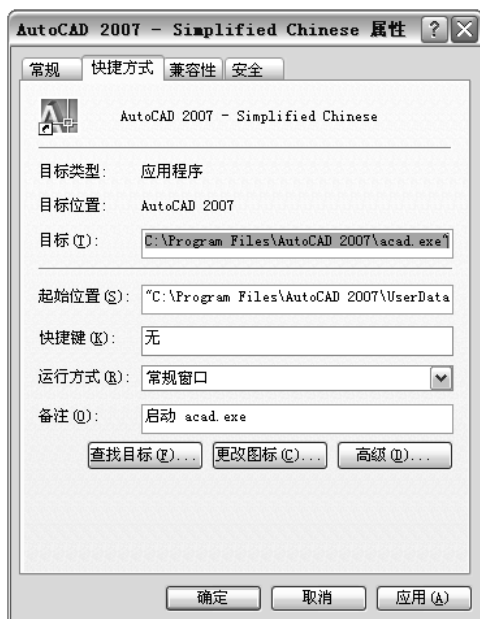 AutoCAD 2007 - Simplified Chinese 属性
常规 快捷方式 兼容性 安全
AutoCAD 2007 - Simplified Chinese
目标类型: 应用程序
目标位置: AutoCAD 2007
目标(T): C:\Program Files\AutoCAD 2007\acad.exe"
起始位置(S): "C:\Program Files\AutoCAD 2007\UserData
快捷键(K): 无
运行方式(R): 常规窗口
备注(O): 启动 acad.exe
查找目标(F)... 更改图标(C)... 高级(D)...
确定 取消 应用(A)